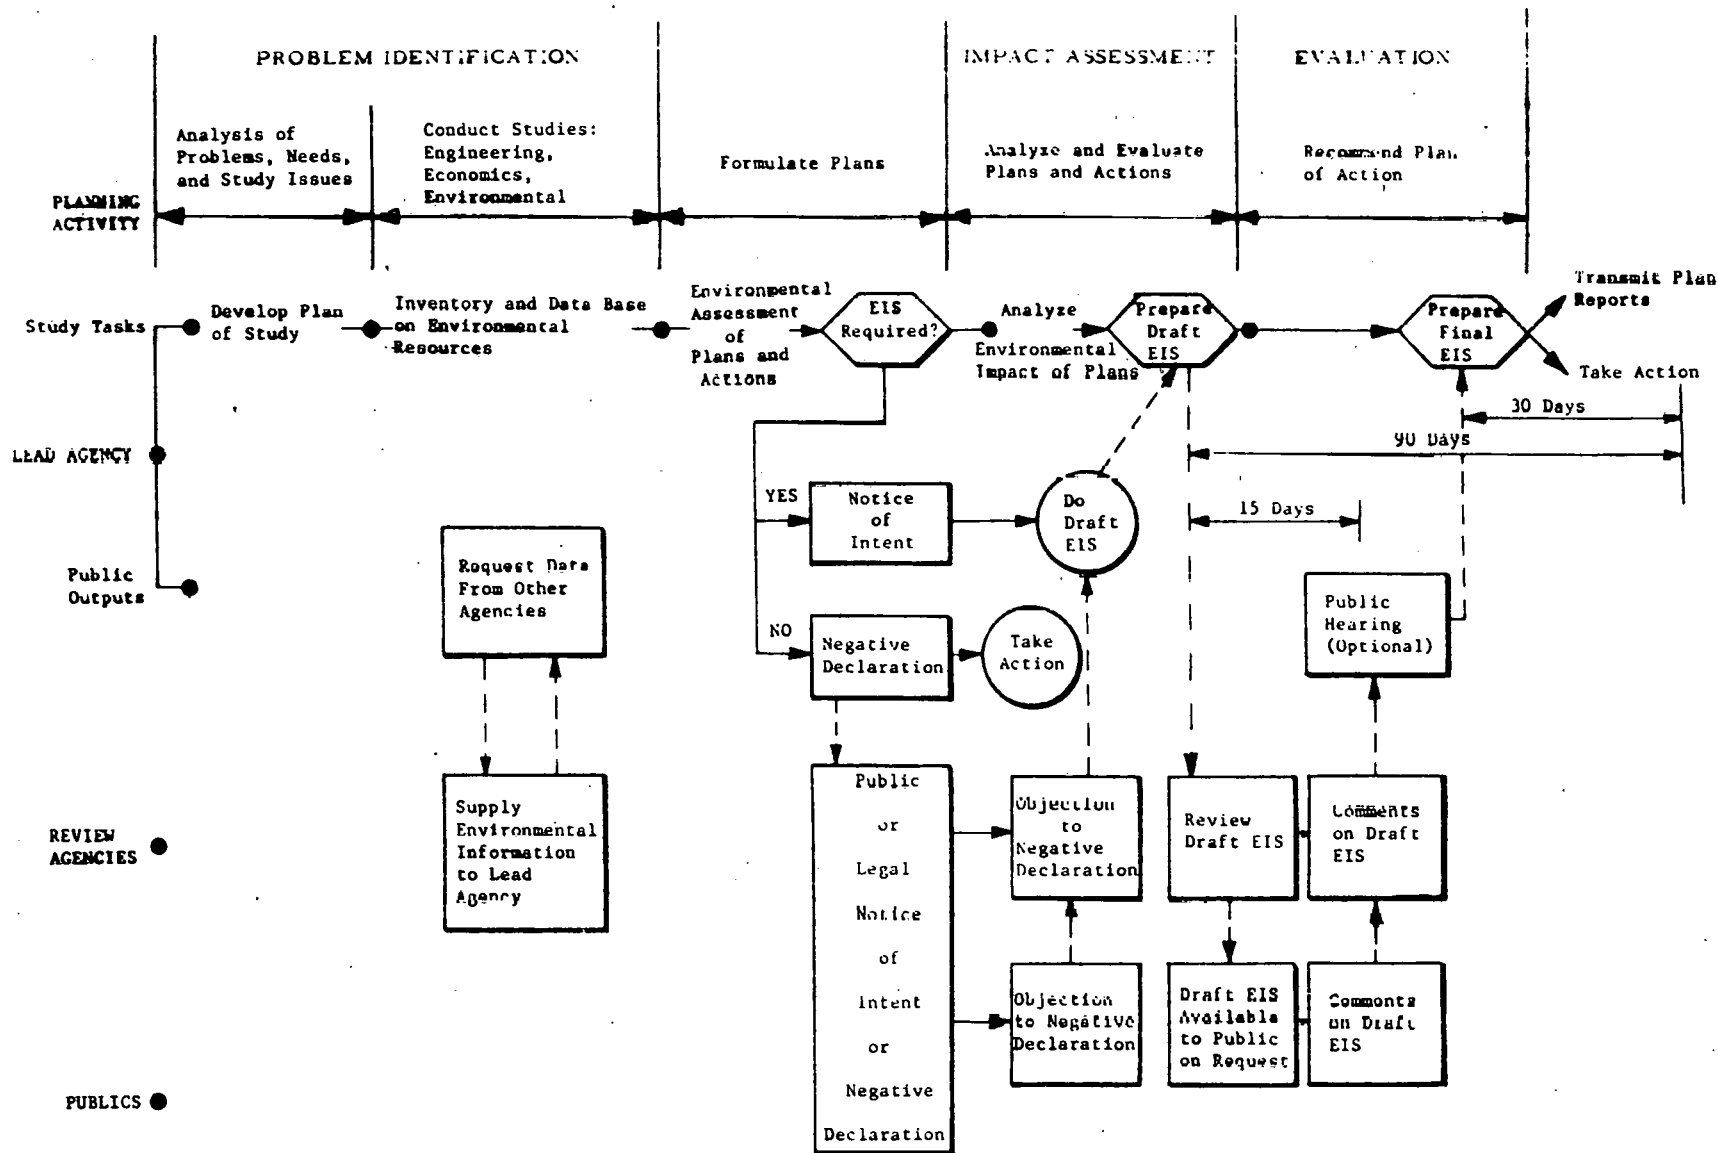 PROBLEM IDENTIFICATION
IMPACT ASSESSMENT
EVALUATION
Analysis of
Problems, Needs,
and Study Issues
Conduct Studies:
Engineering,
Economics,
Environmental
Formulate Plans
Analyze and Evaluate
Plans and Actions
Recommend Plan
of Action
PLANNING
ACTIVITY
Study Tasks
Develop Plan
of Study
Inventory and Data Base
on Environmental
Resources
Environmental
Assessment
of
Plans and
Actions
EIS
Required?
Analyze
Environmental
Impact of Plans
Prepare
Draft
EIS
Prepare
Final
EIS
Transmit Plan
Reports
Take Action
30 Days
90 Days
15 Days
LEAD AGENCY
YES
Notice
of
Intent
Do
Draft
EIS
Public
Outputs
Request Data
From Other
Agencies
NO
Negative
Declaration
Take
Action
Public
Hearing
(Optional)
REVIEW
AGENCIES
Supply
Environmental
Information
to Lead
Agency
Public
or
Legal
Notice
of
Intent
or
Negative
Declaration
Objection
to
Negative
Declaration
Review
Draft EIS
Comments
on Draft
EIS
Objection
to Negative
Declaration
Draft EIS
Available
to Public
on Request
Comments
on Draft
EIS
PUBLICS